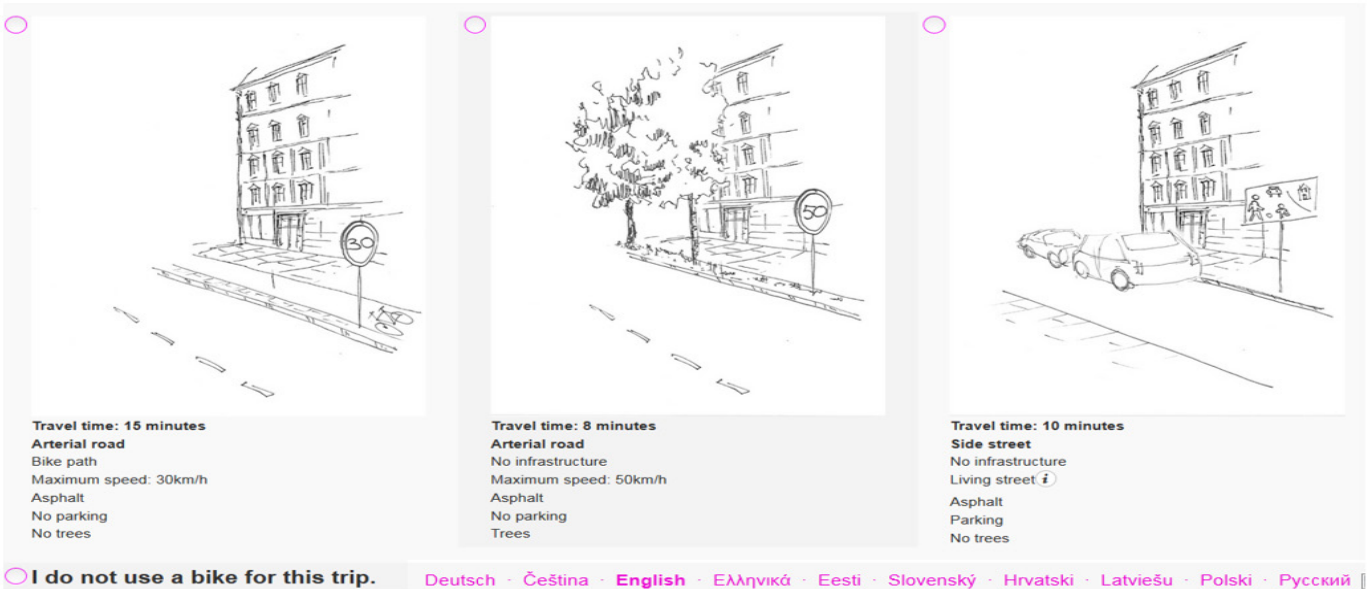 30
Travel time: 15 minutes
Arterial road
Bike path
Maximum speed: 30km/h
Asphalt
No parking
No trees
50
Travel time: 8 minutes
Arterial road
No infrastructure
Maximum speed: 50km/h
Asphalt
No parking
Trees
Travel time: 10 minutes
Side street
No infrastructure
Living street i
Asphalt
Parking
No trees
I do not use a bike for this trip.
Deutsch · Čeština · English · Ελληνικά · Eesti · Slovenský · Hrvatski · Latviešu · Polski · Русский